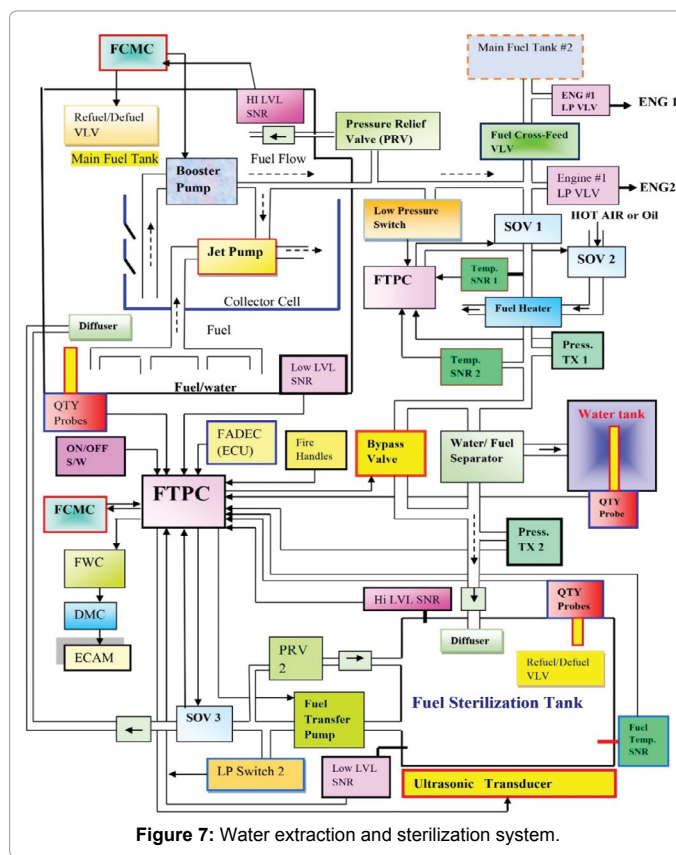 FCMC
Main Fuel Tank #2
HI LVL
SNR
ENG #1
LP VLV
ENG 1
Refuel/Defuel
VLV
Pressure Relief
Valve (PRV)
Fuel Cross-Feed
VLV
Main Fuel Tank
Fuel Flow
Booster
Pump
Engine #1
LP VLV
ENG2
Low Pressure
Switch
SOV 1
HOT AIR or Oil
SOV 2
Jet Pump
FTPC
Temp.
SNR 1
Collector Cell
Fuel Heater
Diffuser
Fuel
Press.
TX 1
Low LVL
SNR
Temp.
SNR 2
Fuel/water
QTY
Probes
Water tank
ON/OFF
S/W
FADEC
(ECU)
Fire
Handles
Bypass
Valve
Water/ Fuel
Separator
FTPC
QTY
Probe
FCMC
Press.
TX 2
FWC
Hi LVL SNR
QTY
Probes
DMC
Diffuser
ECAM
PRV
2
Refuel/Defuel
VLV
Fuel Sterilization Tank
SOV 3
Fuel
Transfer
Pump
Fuel
Temp.
SNR
LP Switch 2
Low LVL
SNR
Ultrasonic Transducer
Figure 7: Water extraction and sterilization system.